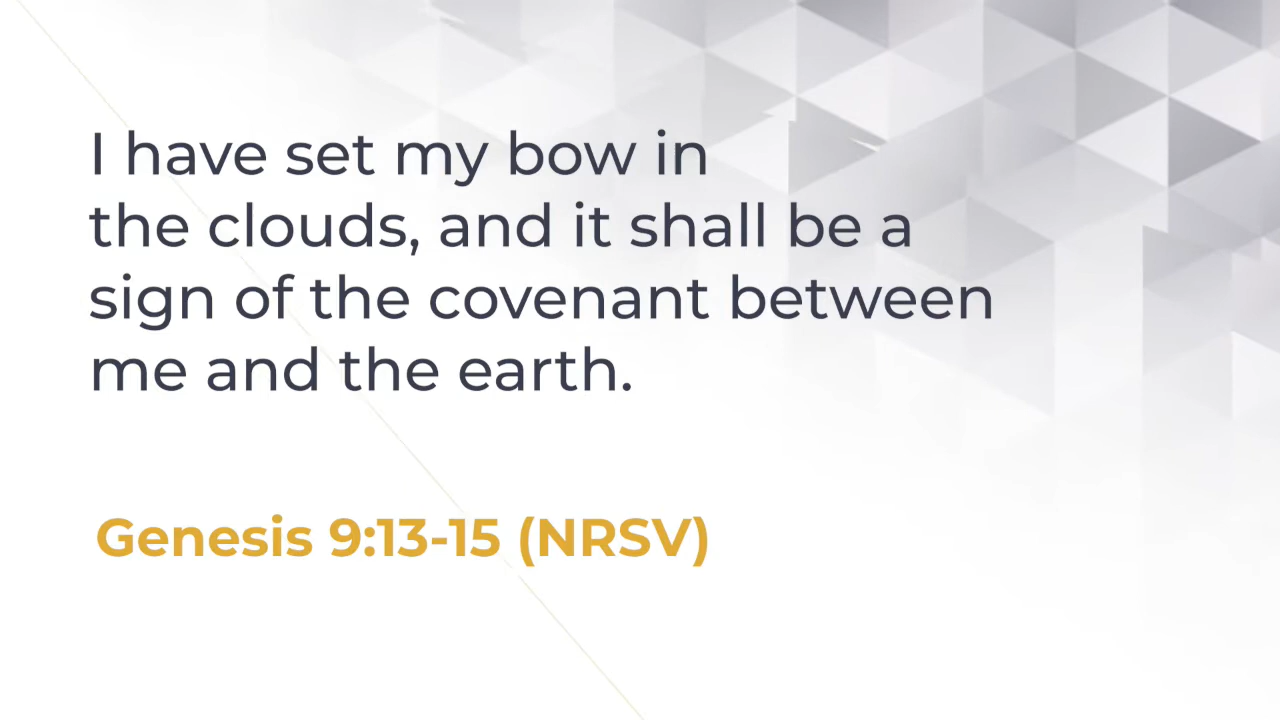 I have set my bow in
the clouds, and it shall be a
sign of the covenant between
me and the earth.
Genesis 9:13-15 (NRSV)